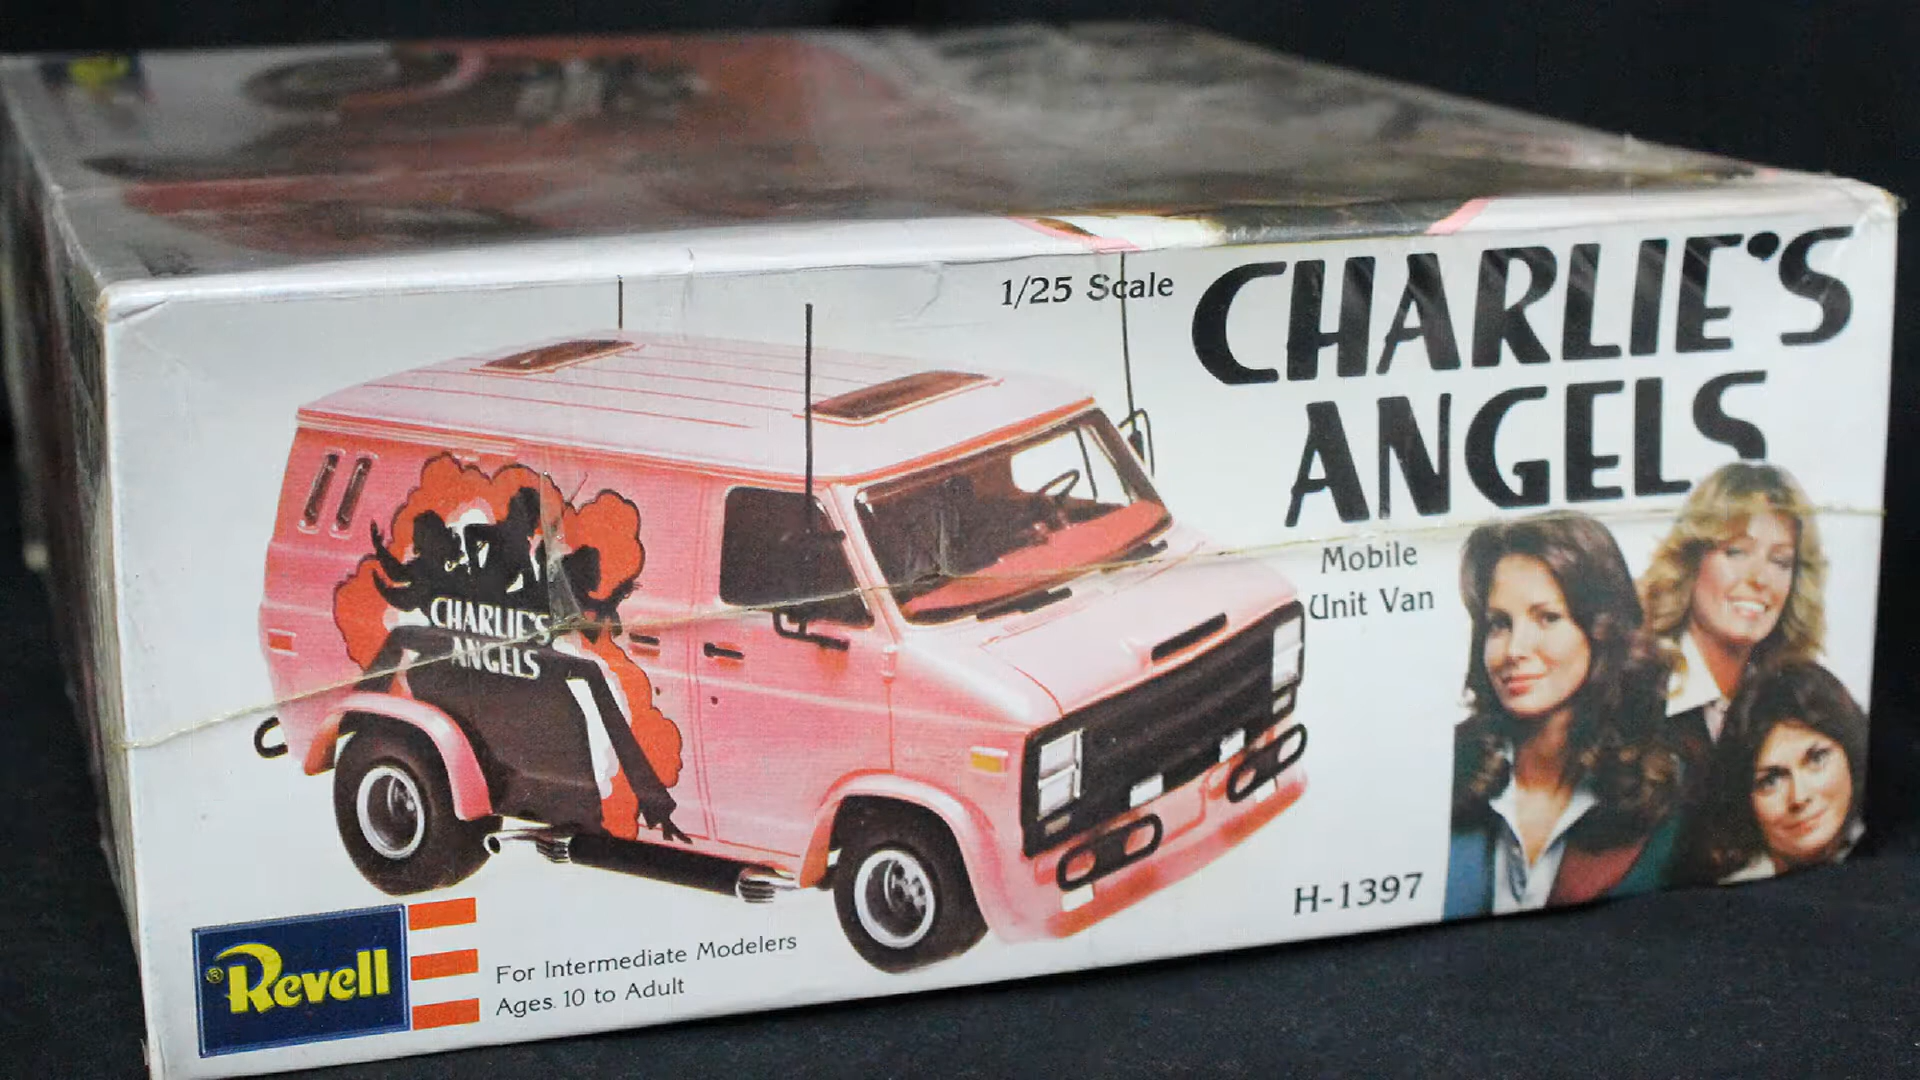 1/25 Scale
CHARLIE'S
ANGELS
Mobile
Unit Van
CHARLIE'S
ANGELS
H-1397
® Revell
For Intermediate Modelers
Ages. 10 to Adult